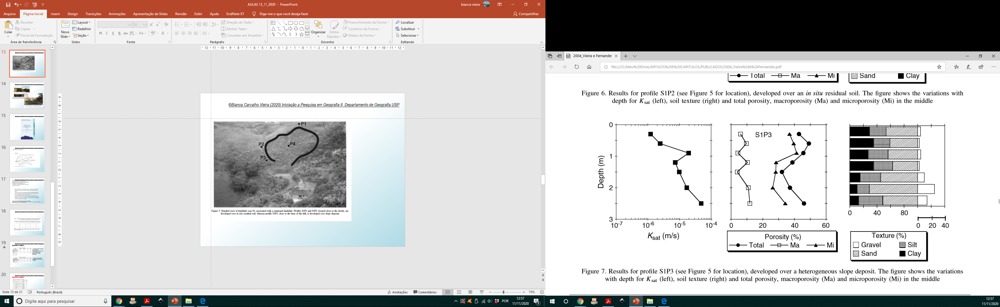 AULAS 13_11_2020 - PowerPoint
bianca vieira
Arquivo Página Inicial Inserir Design Transições Animações Apresentação de Slides Revisão Exibir Ajuda EndNote X7 Diga-me o que você deseja fazer
Compartilhar
Colar
Recortar
Copiar
Pincel de Formatação
Área de Transferência
Novo Slide
Layout
Redefinir
Seção
Slides
16
N I S S abc AV Aa A
Fonte
Parágrafo
Direção do Texto
Alinhar Texto
Converter em SmartArt
Organizar
Estilos Rápidos
Preenchimento da Forma
Contorno da Forma
Efeitos de Forma
Desenho
Localizar
Substituir
Selecionar
Editando
13
14
15
16
17
18
19
QUADRO X TABELA
20
QUADRO X TABELA
©Bianca Carvalho Vieira (2020) Iniciação a Pesquisa em Geografia II. Departamento de Geografia USP
P1
P2
P4
P3
Figure 5. Detailed view of landslide scar S1, associated with a rotational landslide. Profiles S1P1 and S1P2, located close to the divide, are
developed over in situ residual soil, whereas profile S1P3, close to the base of the hill, is developed over slope deposits
Slide 13 de 21 Português (Brasil)
Anotações Comentários 75%
Digite aqui para pesquisar
POR
12:57
11/11/2020
2004_Vieira e Fernandes
file:///G:/Meu%20Drive/ARTIGOS%20E%20CAPITULOS/PUBLICADOS/2004_Vieira%20e%20Fernandes.pdf
Total Ma Mi
Sand Clay
Figure 6. Results for profile S1P2 (see Figure 5 for location), developed over an in situ residual soil. The figure shows the variations with
depth for Ksat (left), soil texture (right) and total porosity, macroporosity (Ma) and microporosity (Mi) in the middle
0
1
2
3
Depth (m)
10-7 10-6 10-5 10-4
Ksat (m/s)
S1P3
0 20 40 60
Porosity (%)
Total Ma Mi
0 40 80
0 20 40
Texture (%)
Gravel Silt
Sand Clay
Figure 7. Results for profile S1P3 (see Figure 5 for location), developed over a heterogeneous slope deposit. The figure shows the variations
with depth for Ksat (left), soil texture (right) and total porosity, macroporosity (Ma) and microporosity (Mi) in the middle
12:57
11/11/2020